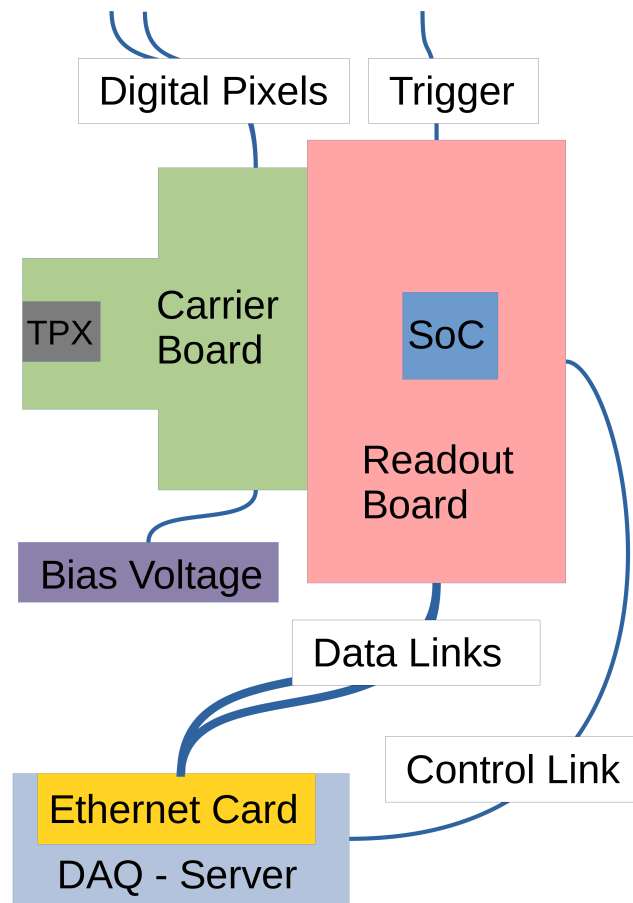 Digital Pixels
Trigger
Carrier
Board
TPX
SoC
Readout
Board
Bias Voltage
Data Links
Control Link
Ethernet Card
DAQ - Server